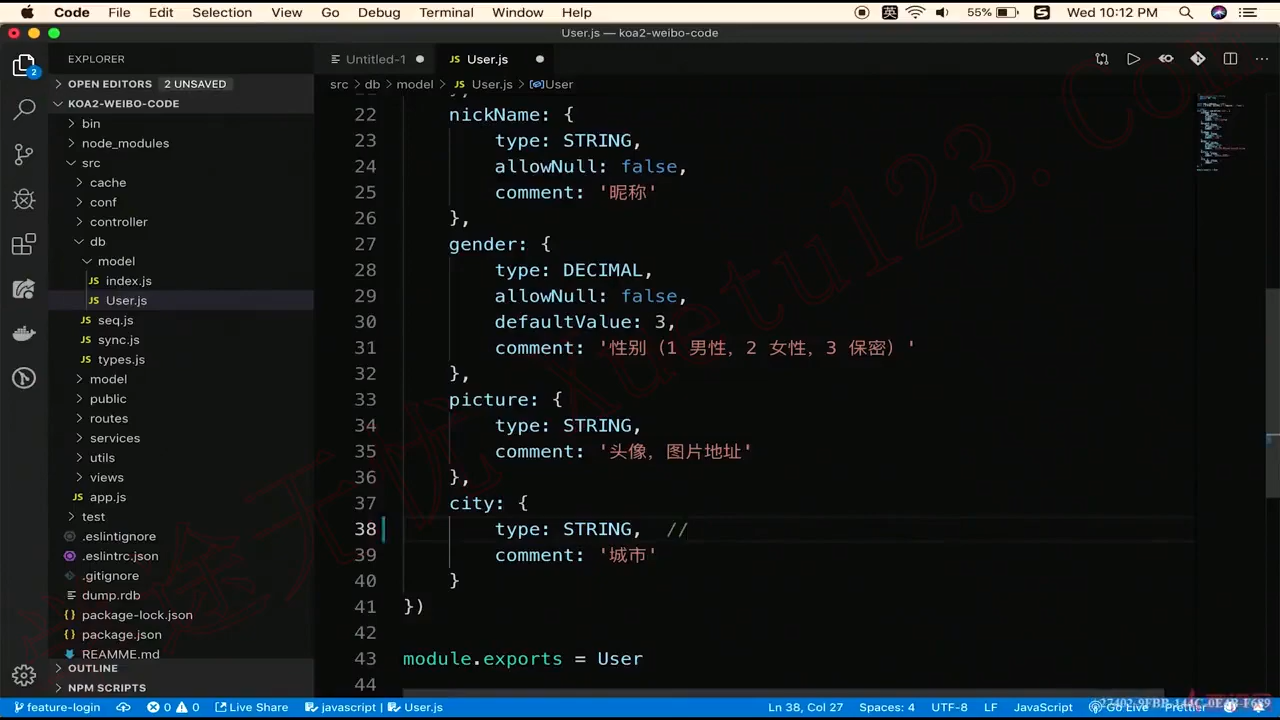 Code File Edit Selection View Go Debug Terminal Window Help 英 55% Wed 10:12 PM
User.js — koa2-weibo-code
EXPLORER
OPEN EDITORS 2 UNSAVED
KOA2-WEIBO-CODE
bin
node_modules
src
cache
conf
controller
db
model
index.js
User.js
seq.js
sync.js
types.js
model
public
routes
services
utils
views
app.js
test
.eslintignore
.eslintrc.json
.gitignore
dump.rdb
package-lock.json
package.json
REAMME.md
OUTLINE
NPM SCRIPTS
2
Untitled-1 JS User.js
src > db > model > JS User.js > User
22 nickName: {
23 type: STRING,
24 allowNull: false,
25 comment: '昵称'
26 },
27 gender: {
28 type: DECIMAL,
29 allowNull: false,
30 defaultValue: 3,
31 comment: '性别（1 男性，2 女性，3 保密）'
32 },
33 picture: {
34 type: STRING,
35 comment: '头像，图片地址'
36 },
37 city: {
38 type: STRING, //
39 comment: '城市'
40 }
41 })
42
43 module.exports = User
44
feature-login 0 0 Live Share javascript | User.js Ln 38, Col 27 Spaces: 4 UTF-8 LF JavaScript Go Live Prettier